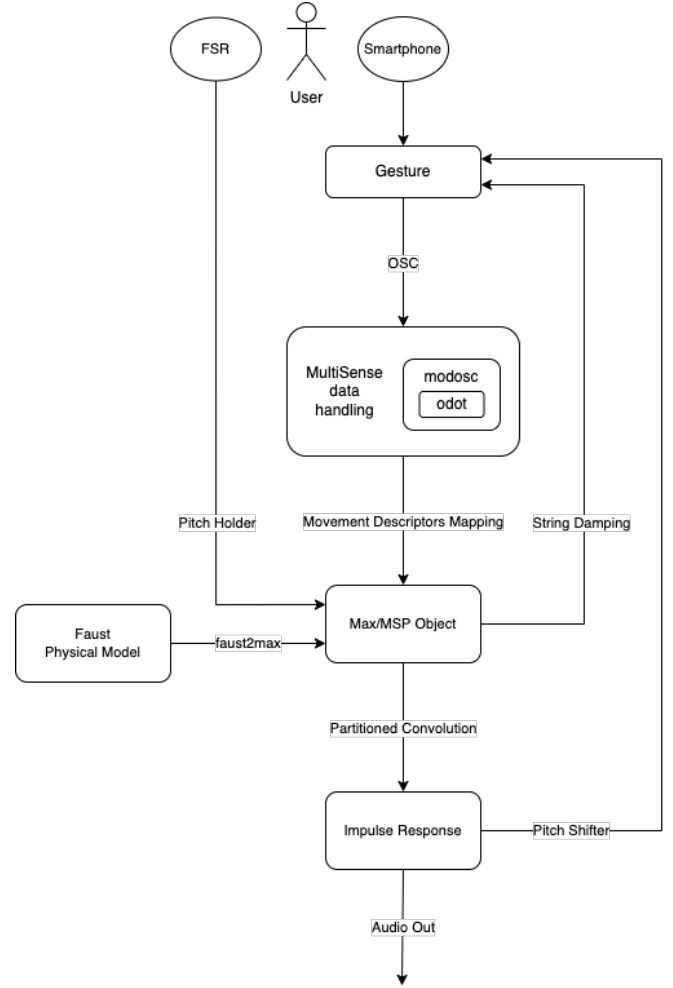 FSR
User
Smartphone
Gesture
OSC
MultiSense
data
handling
modosc
odot
Pitch Holder
Movement Descriptors Mapping
String Damping
Faust
Physical Model
faust2max
Max/MSP Object
Partitioned Convolution
Impulse Response
Pitch Shifter
Audio Out